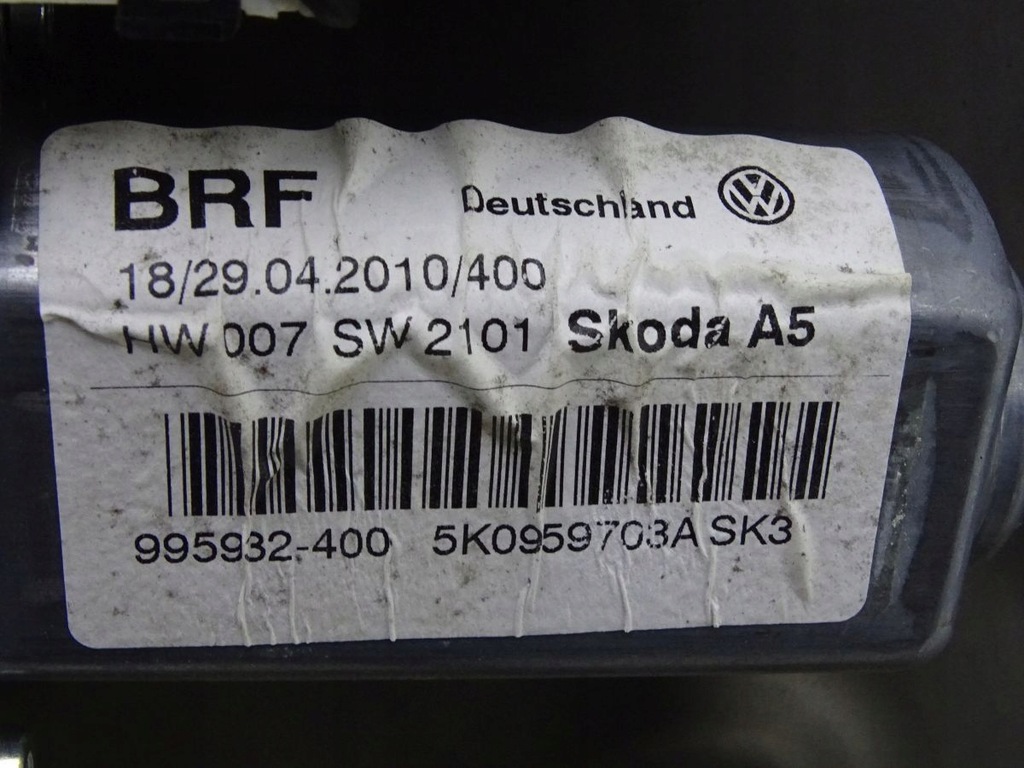 BRF Deutschland
18/29.04.2010/400
HW 007 SW 2101 Skoda A5
995932-400 5K0959703A SK3